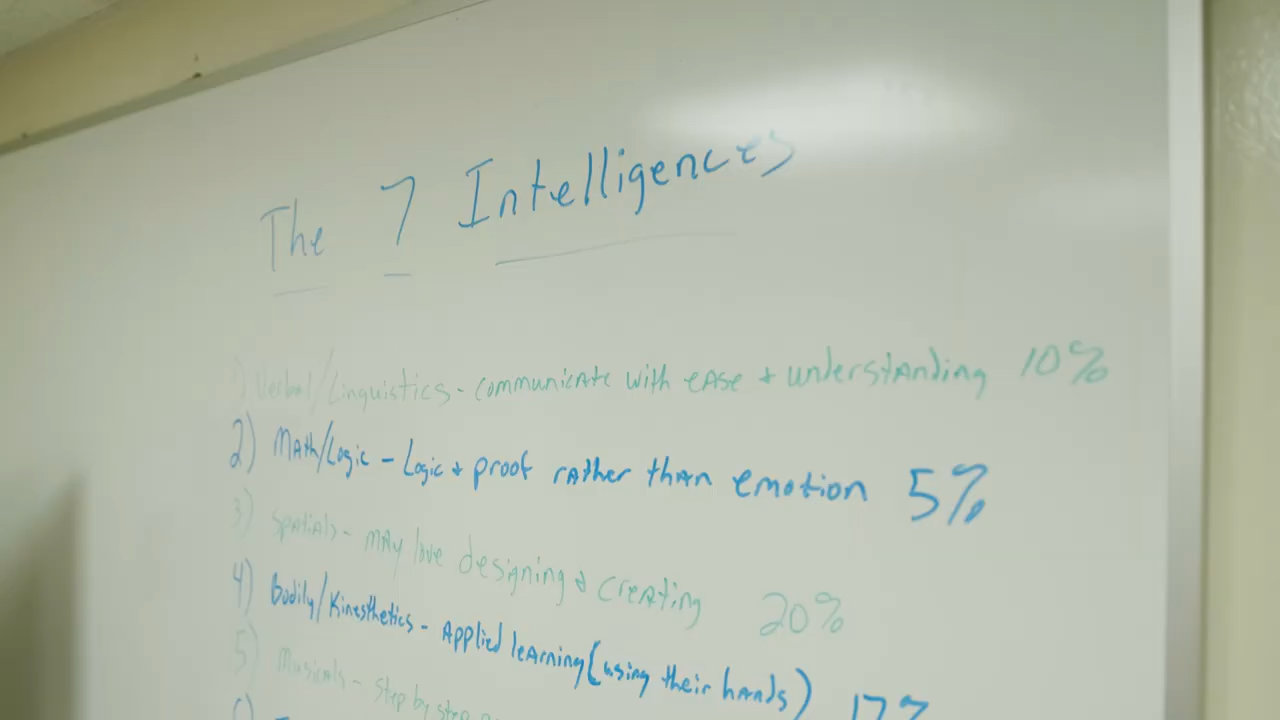 The 7 Intelligences
1) Verbal/Linguistics - communicate with ease + understanding 10%
2) Math/Logic - Logic + proof rather than emotion 5%
3) Spatials - may love designing + creating 20%
4) Bodily/Kinesthetics - Applied learning (using their hands) 17%
5) Musicals - step by step